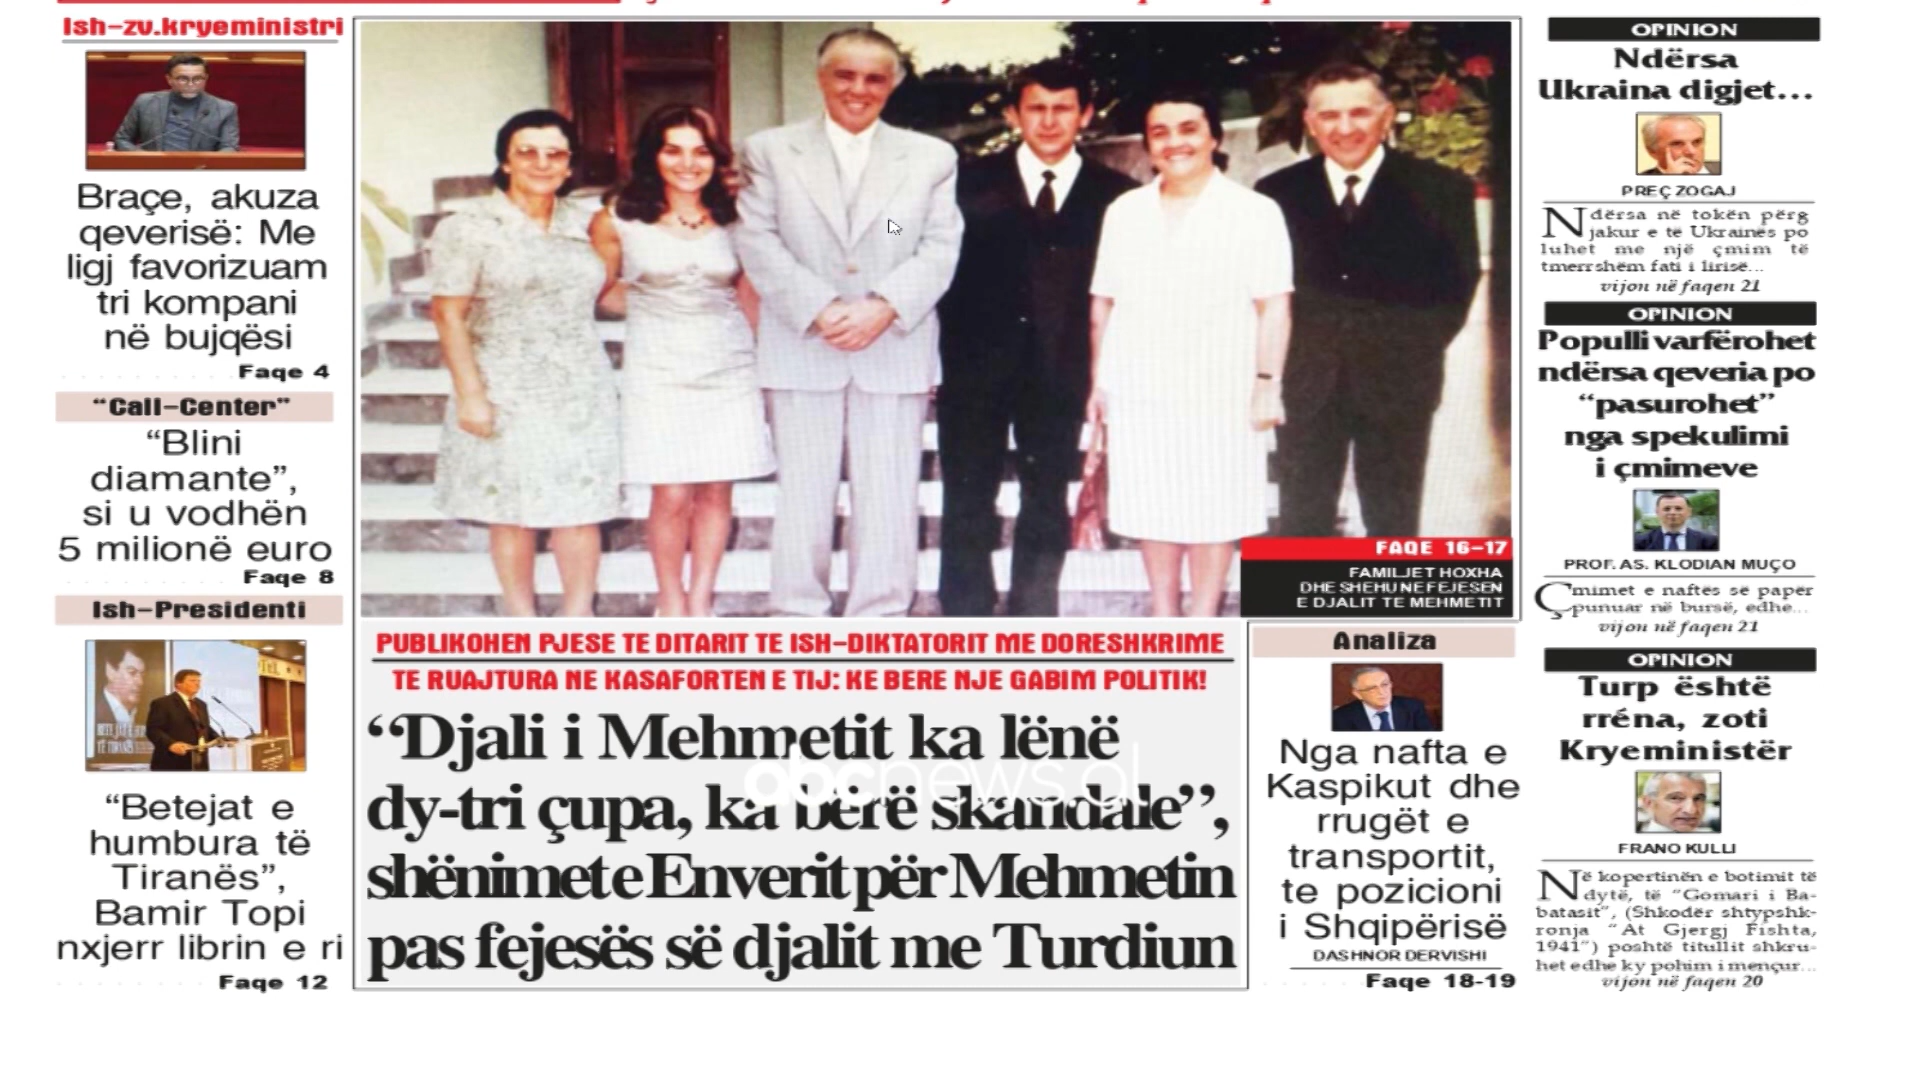 Ish-zv.kryeministri
Braçe, akuza
qeverisë: Me
ligj favorizuam
tri kompani
në bujqësi
Faqe 4
“Call-Center”
“Blini
diamante”,
si u vodhën
5 milionë euro
Faqe 8
Ish-Presidenti
“Betejat e
humbura të
Tiranës”,
Bamir Topi
nxjerr librin e ri
Faqe 12
FAQE 16-17
FAMILJET HOXHA
DHE SHEHU NE FEJESEN
E DJALIT TE MEHMETIT
PUBLIKOHEN PJESE TE DITARIT TE ISH-DIKTATORIT ME DORESHKRIME
TE RUAJTURA NE KASAFORTEN E TIJ: KE BERE NJE GABIM POLITIK!
“Djali i Mehmetit ka lënë
dy-tri çupa, ka bërë skandale”,
shënimet e Enverit për Mehmetin
pas fejesës së djalit me Turdiun
abcnews.al
Analiza
Nga nafta e
Kaspikut dhe
rrugët e
transportit,
te pozicioni
i Shqipërisë
DASHNOR DERVISHI
Faqe 18-19
OPINION
Ndërsa
Ukraina digjet...
PREÇ ZOGAJ
Ndërsa në tokën përg
jakur e të Ukrainës po
luhet me një çmim të
tmerrshëm fati i lirisë...
vijon në faqen 21
OPINION
Populli varfërohet
ndërsa qeveria po
“pasurohet”
nga spekulimi
i çmimeve
PROF. AS. KLODIAN MUÇO
Çmimet e naftës së papër
punuar në bursë, edhe...
vijon në faqen 21
OPINION
Turp është
rréna, zoti
Kryeministër
FRANO KULLI
Në kopertinën e botimit të
dytë, të “Gomari i Ba-
batasit”, (Shkodër shtypshk-
ronja “At Gjergj Fishta,
1941”) poshtë titullit shkru-
het edhe ky pohim i mençur...
vijon në faqen 20